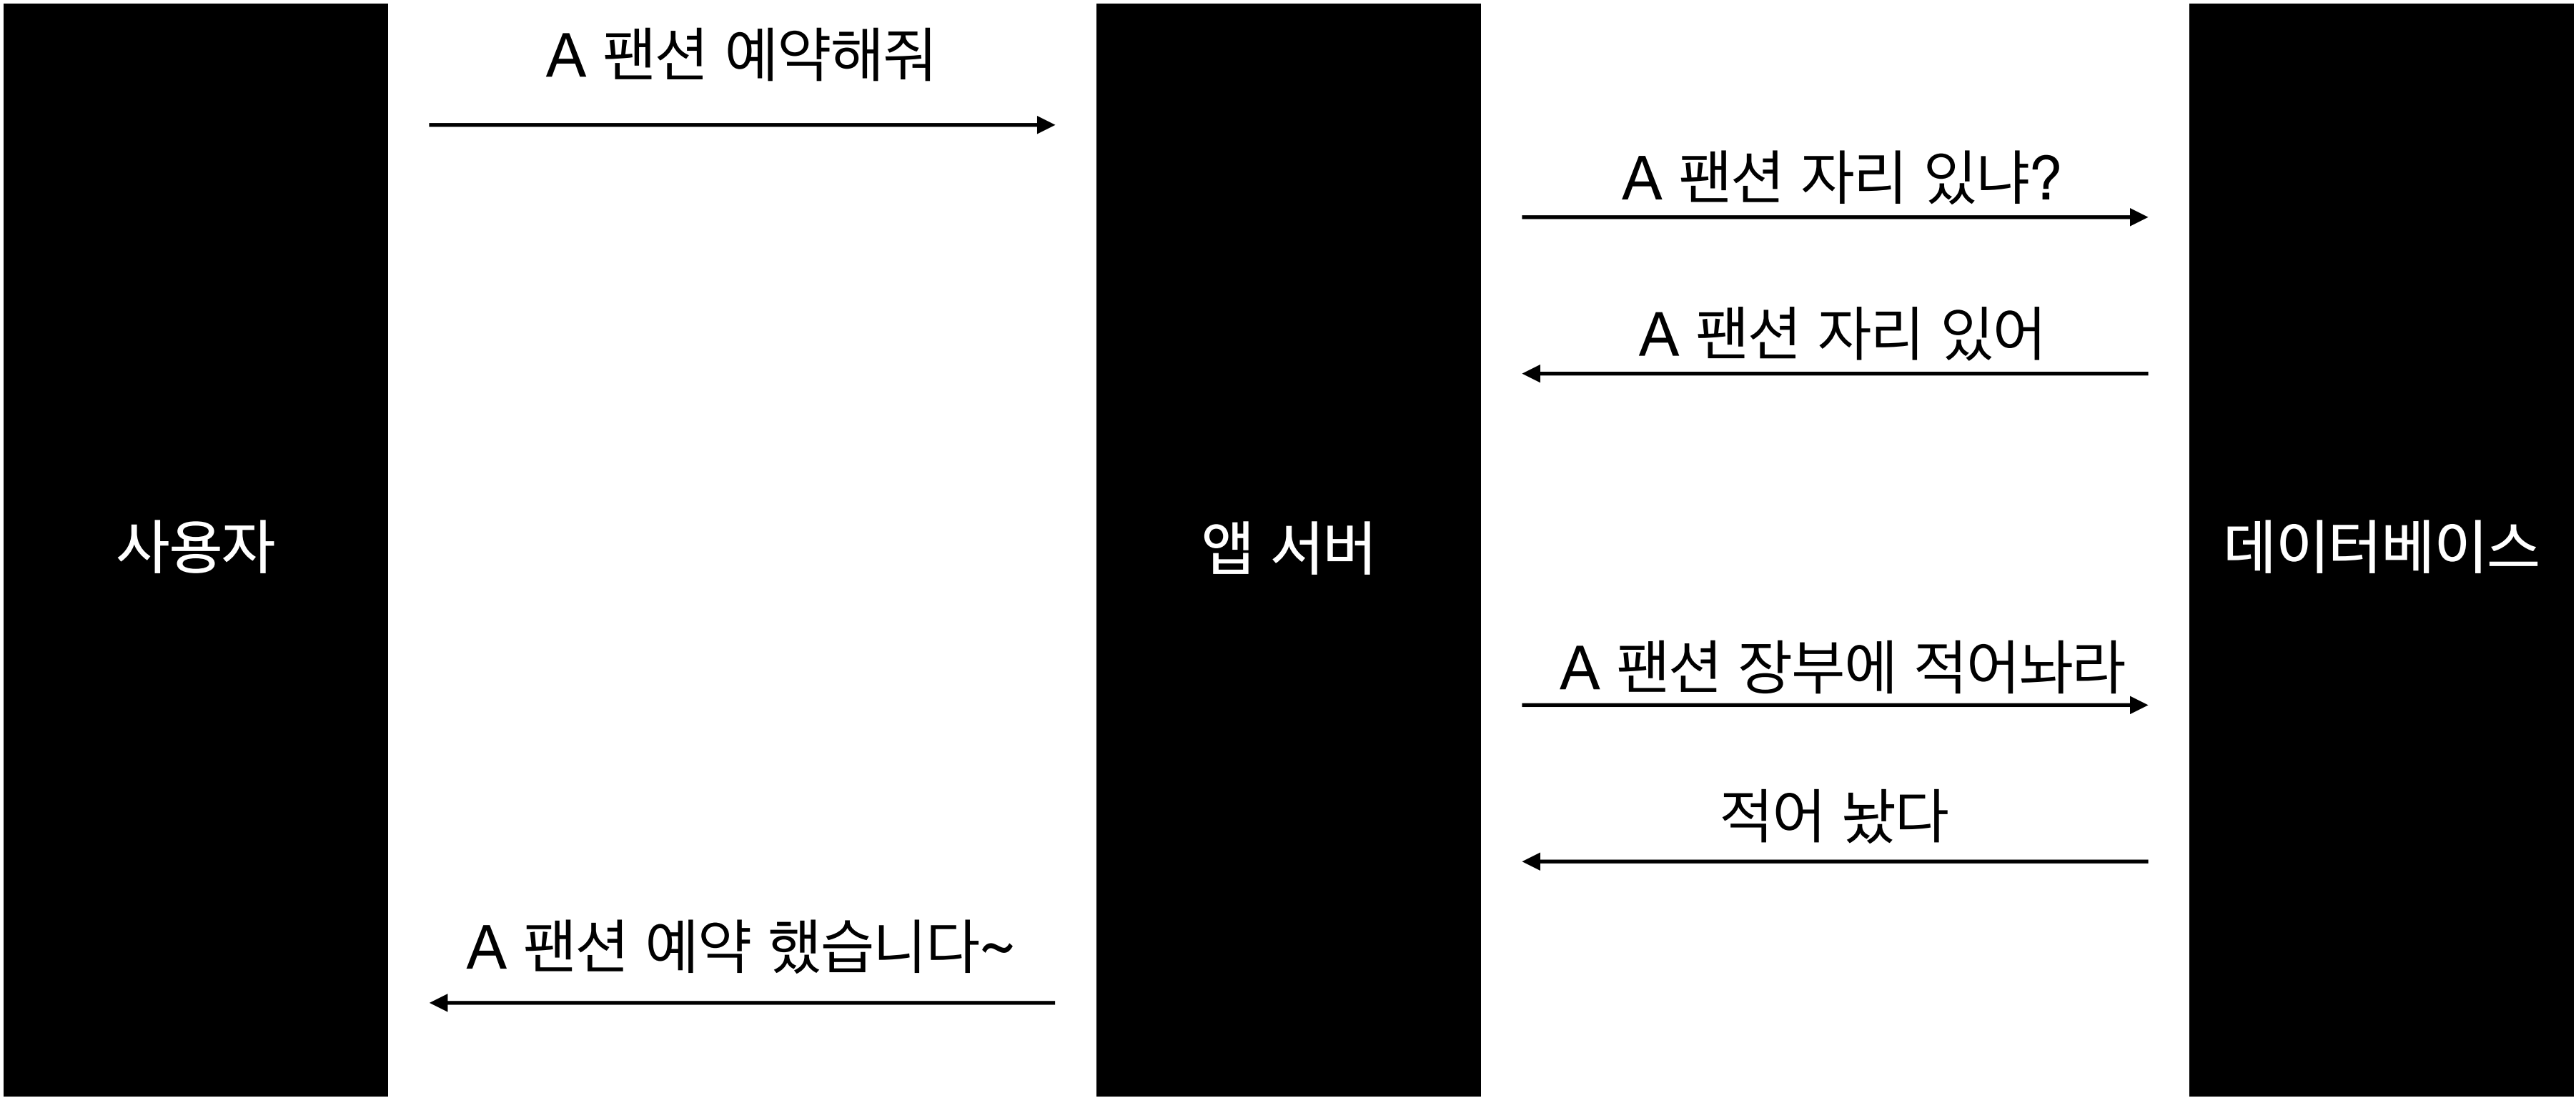 A 팬션 예약해줘
A 팬션 자리 있냐?
A 팬션 자리 있어
사용자
앱 서버
데이터베이스
A 팬션 장부에 적어놔라
적어 놨다
A 팬션 예약 했습니다~